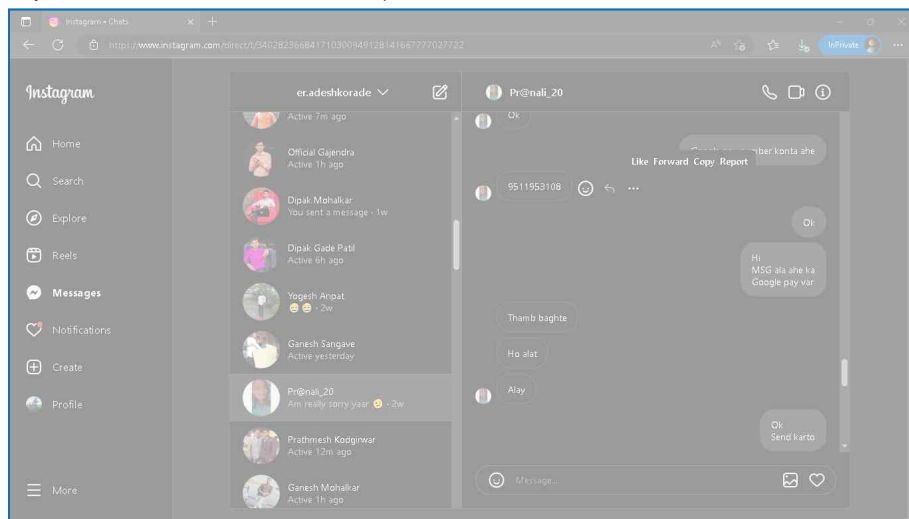 Instagram • Chats
https://www.instagram.com/direct/t/340282366841710300949128141667777027722
InPrivate
Instagram
Home
Search
Explore
Reels
Messages
Notifications
Create
Profile
More
er.adeshkorade
Active 7m ago
Official Gajendra
Active 1h ago
Dipak Mohalkar
You sent a message · 1w
Dipak Gade Patil
Active 6h ago
Yogesh Anpat
😄 😄 · 2w
Ganesh Sangave
Active yesterday
Pr@nali_20
Am really sorry yaar 😥 · 2w
Prathmesh Kodginwar
Active 12m ago
Ganesh Mohalkar
Active 1h ago
Pr@nali_20
Ok
konta ahe
Like Forward Copy Report
9511953108
Ok
Hi
MSG ala ahe ka
Google pay var
Thamb baghte
Ho alat
Alay
Ok
Send karto
Message...